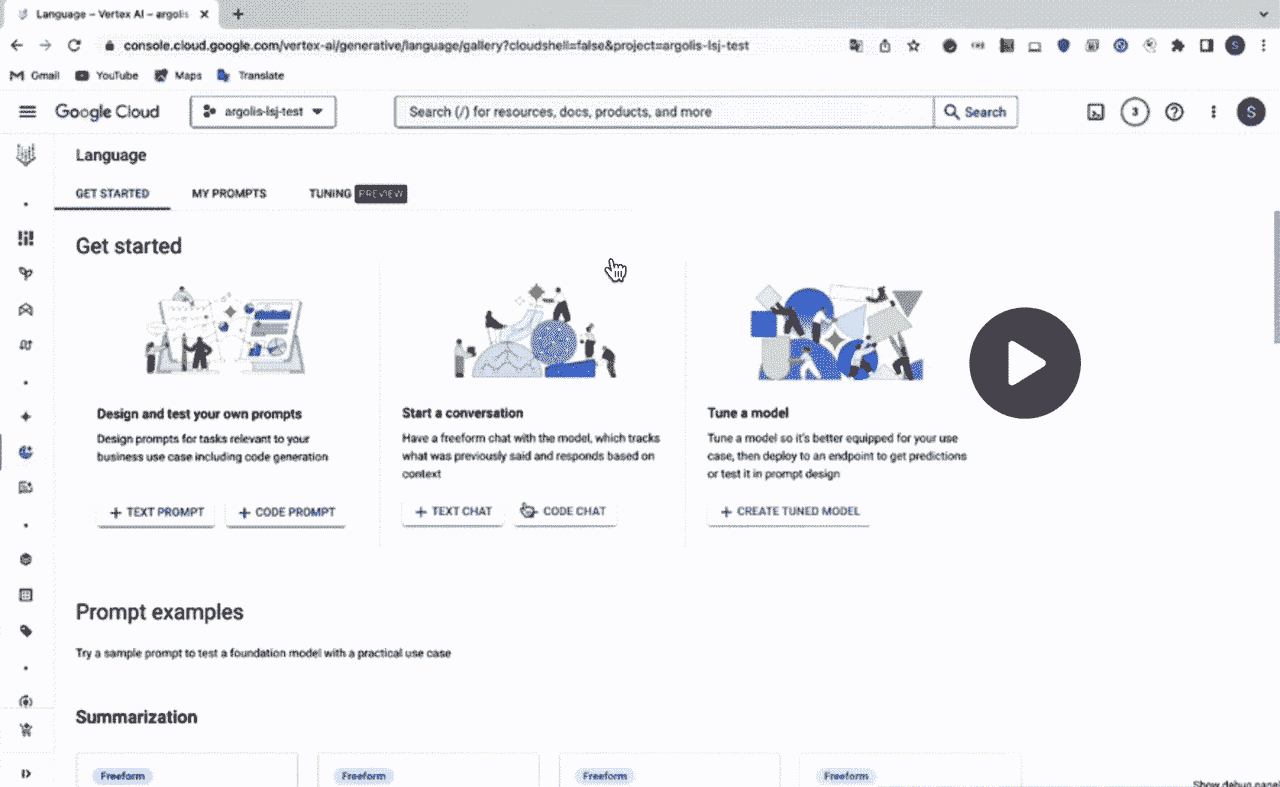 Language – Vertex AI – argolis
console.cloud.google.com/vertex-ai/generative/language/gallery?cloudshell=false&project=argolis-lsj-test
S
Gmail YouTube Maps Translate
Google Cloud argolis-lsj-test Search (/) for resources, docs, products, and more Search 3 S
Language
GET STARTED MY PROMPTS TUNING PREVIEW
Get started
Design and test your own prompts
Design prompts for tasks relevant to your
business use case including code generation
+ TEXT PROMPT + CODE PROMPT
Start a conversation
Have a freeform chat with the model, which tracks
what was previously said and responds based on
context
+ TEXT CHAT CODE CHAT
Tune a model
Tune a model so it's better equipped for your use
case, then deploy to an endpoint to get predictions
or test it in prompt design
+ CREATE TUNED MODEL
Prompt examples
Try a sample prompt to test a foundation model with a practical use case
Summarization
Freeform Freeform Freeform Freeform
Show debug panel